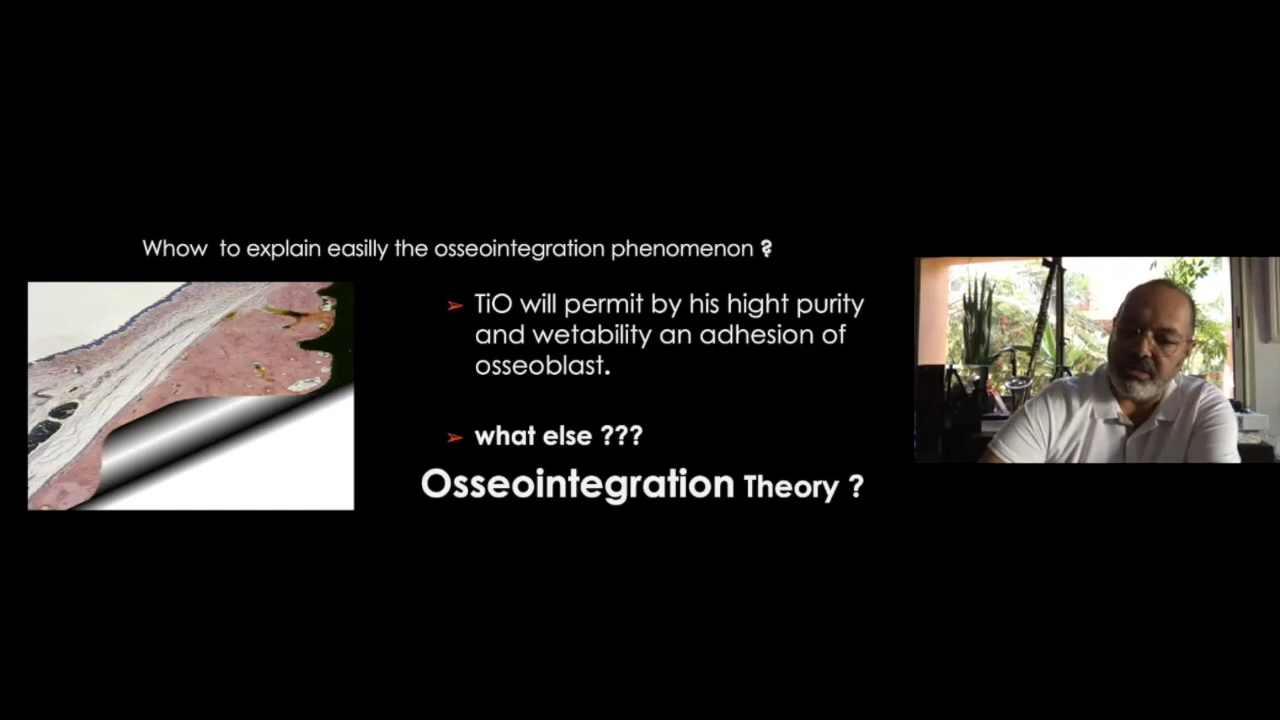 Whow to explain easilly the osseointegration phenomenon ?
➢ TiO will permit by his hight purity
and wetability an adhesion of
osseoblast.
➢ what else ???
Osseointegration Theory ?